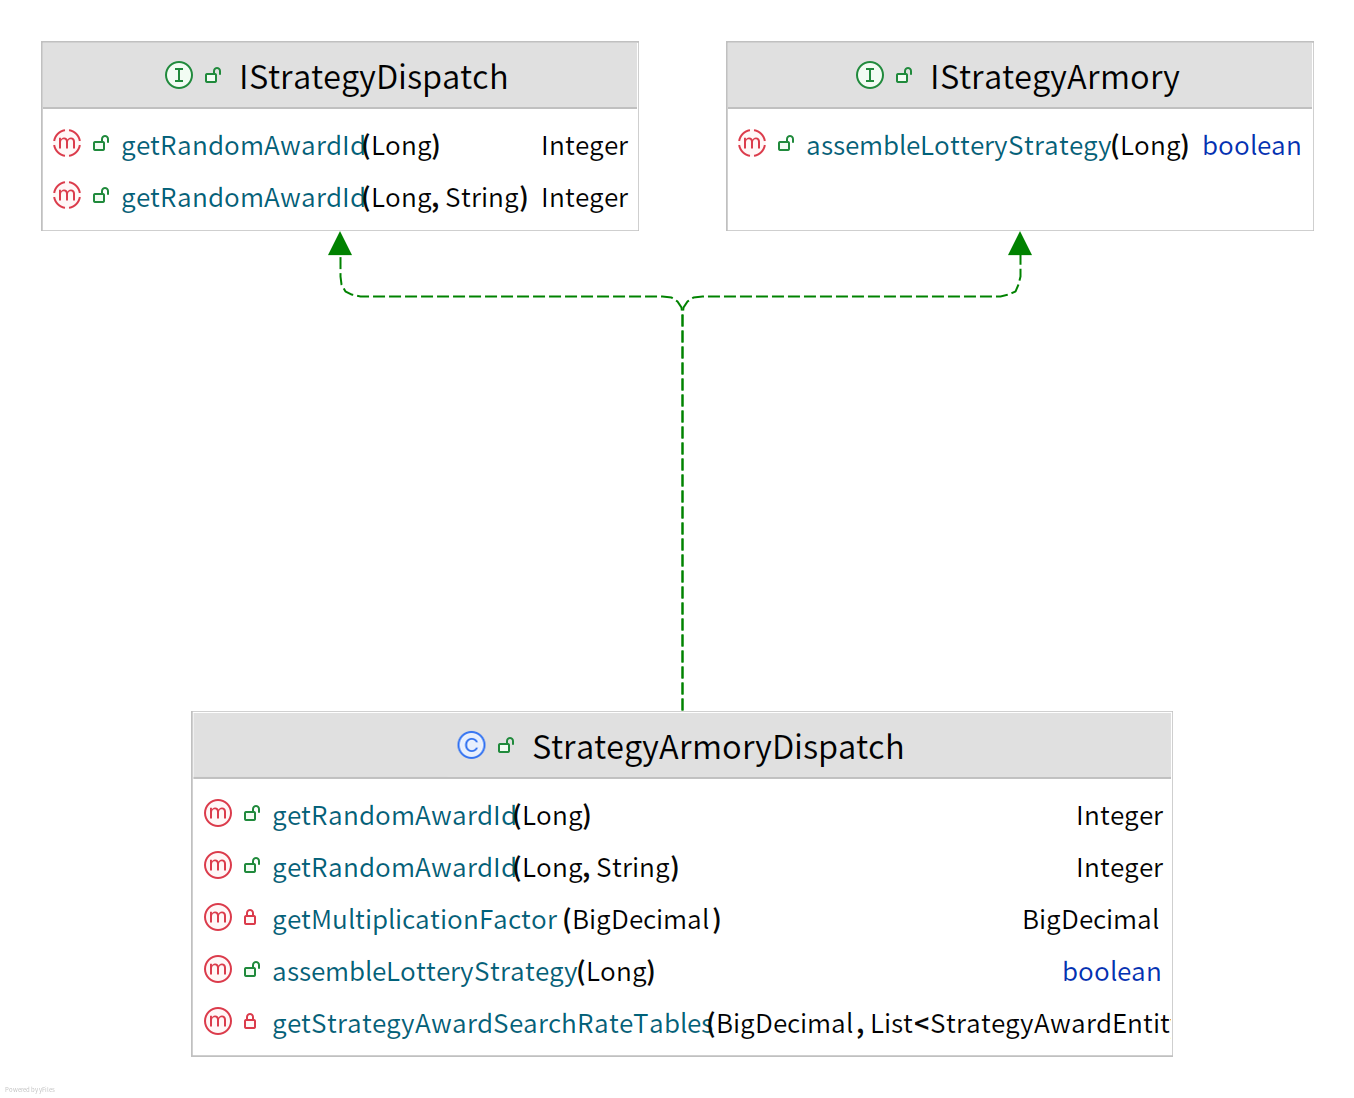 IStrategyDispatch
getRandomAwardId(Long) Integer
getRandomAwardId(Long, String) Integer
IStrategyArmory
assembleLotteryStrategy(Long) boolean
StrategyArmoryDispatch
getRandomAwardId(Long) Integer
getRandomAwardId(Long, String) Integer
getMultiplicationFactor(BigDecimal) BigDecimal
assembleLotteryStrategy(Long) boolean
getStrategyAwardSearchRateTables(BigDecimal, List<StrategyAwardEntit
Powered by yFiles